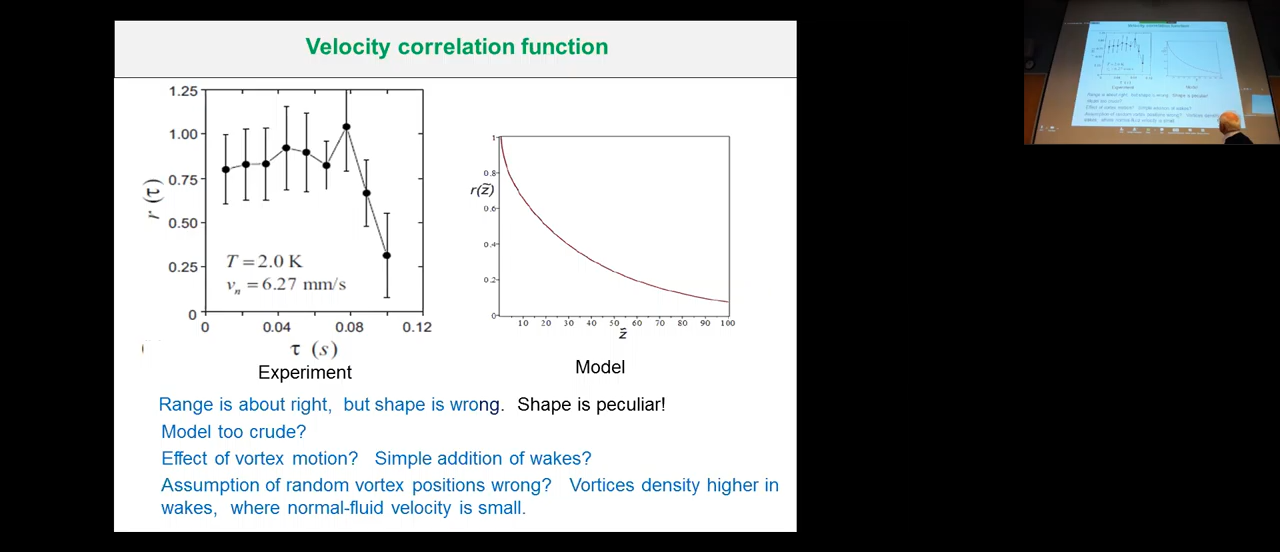 Velocity correlation function
1.25
1.00
0.75
0.50
0.25
0
r (τ)
T = 2.0 K
vₙ = 6.27 mm/s
0 0.04 0.08 0.12
τ (s)
Experiment
1
0.8
0.6
0.4
0.2
0
r(z̃)
10 20 30 40 50 60 70 80 90 100
z̃
Model
Range is about right, but shape is wrong. Shape is peculiar!
Model too crude?
Effect of vortex motion? Simple addition of wakes?
Assumption of random vortex positions wrong? Vortices density higher in
wakes, where normal-fluid velocity is small.